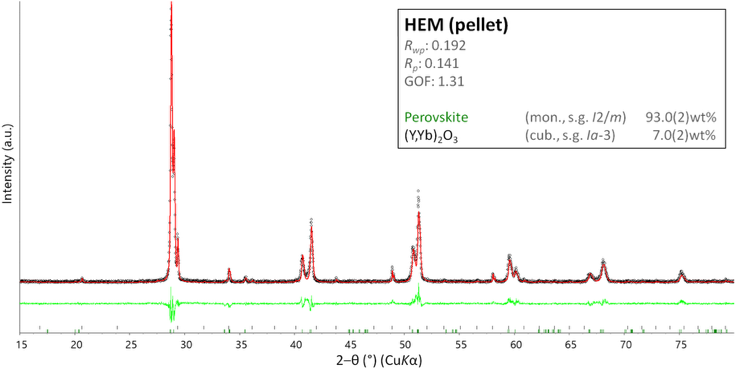 HEM (pellet)
Rwp: 0.192
Rp: 0.141
GOF: 1.31
Perovskite (mon., s.g. I2/m) 93.0(2)wt%
(Y,Yb)2O3 (cub., s.g. Ia-3) 7.0(2)wt%
Intensity (a.u.)
15 20 25 30 35 40 45 50 55 60 65 70 75
2–θ (°) (CuKα)